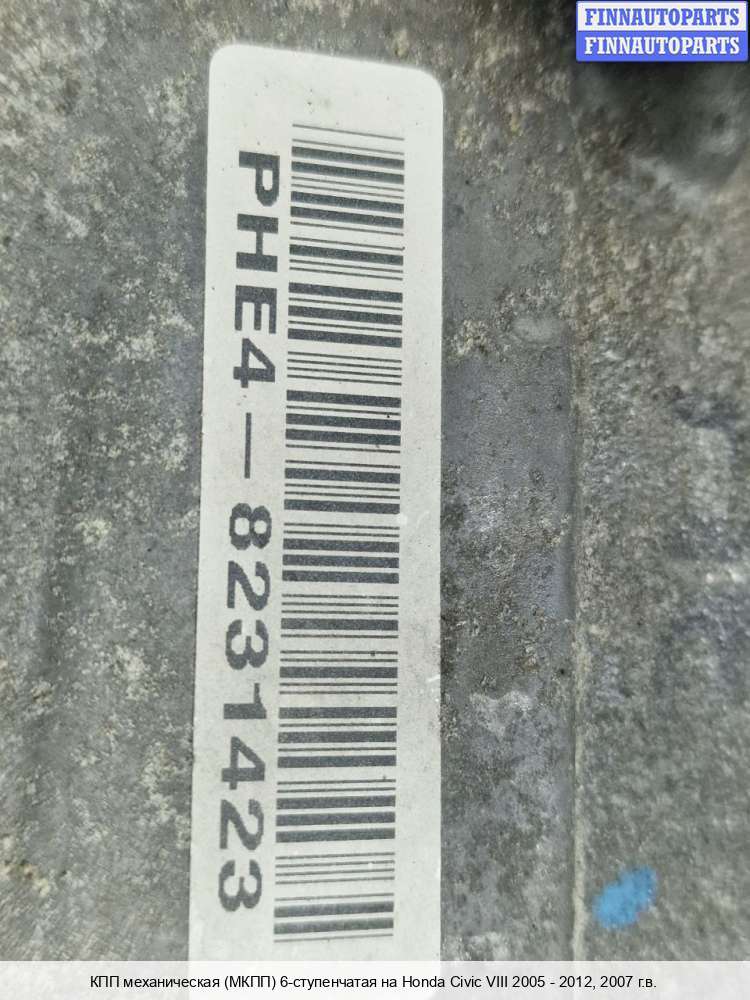 FINNAUTOPARTS
FINNAUTOPARTS
PHE4-8231423
КПП механическая (МКПП) 6-ступенчатая на Honda Civic VIII 2005 - 2012, 2007 г.в.